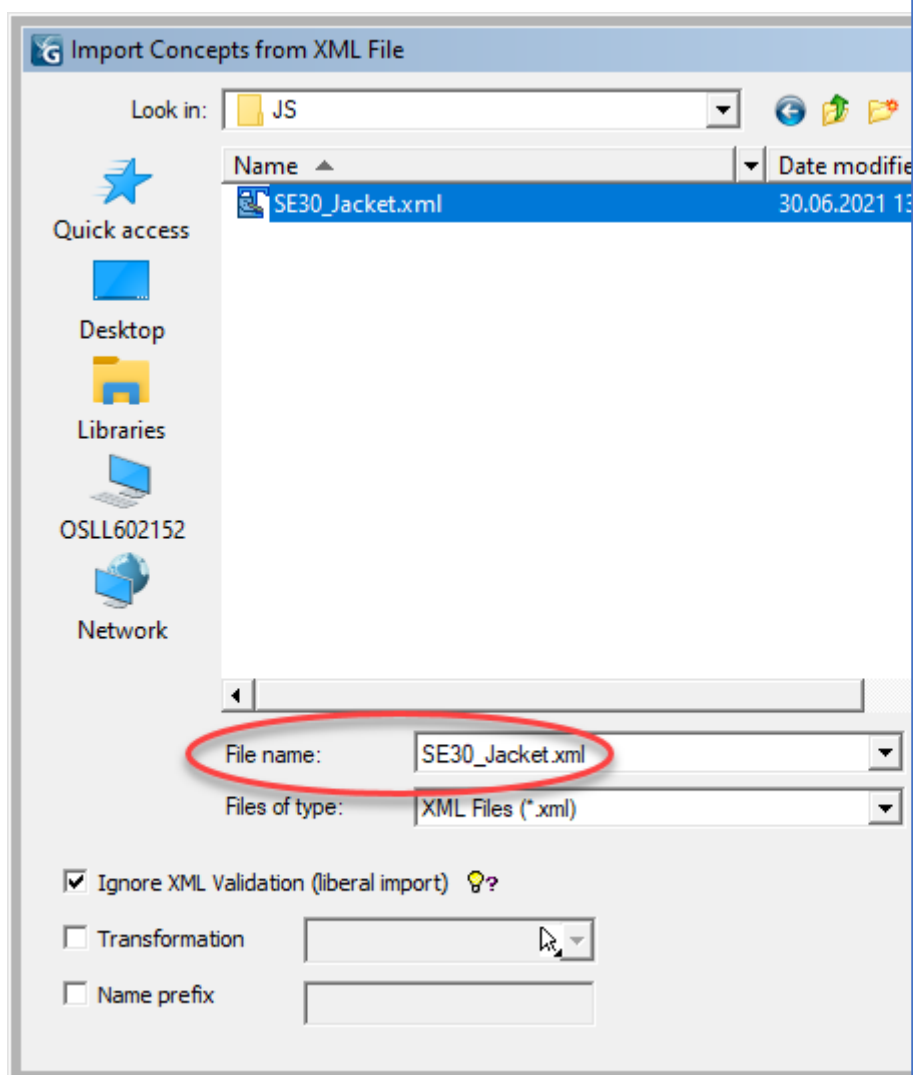 Import Concepts from XML File
Look in: JS
Name Date modifie
SE30_Jacket.xml 30.06.2021 13
Quick access
Desktop
Libraries
OSLL602152
Network
File name: SE30_Jacket.xml
Files of type: XML Files (*.xml)
Ignore XML Validation (liberal import) ?
Transformation
Name prefix